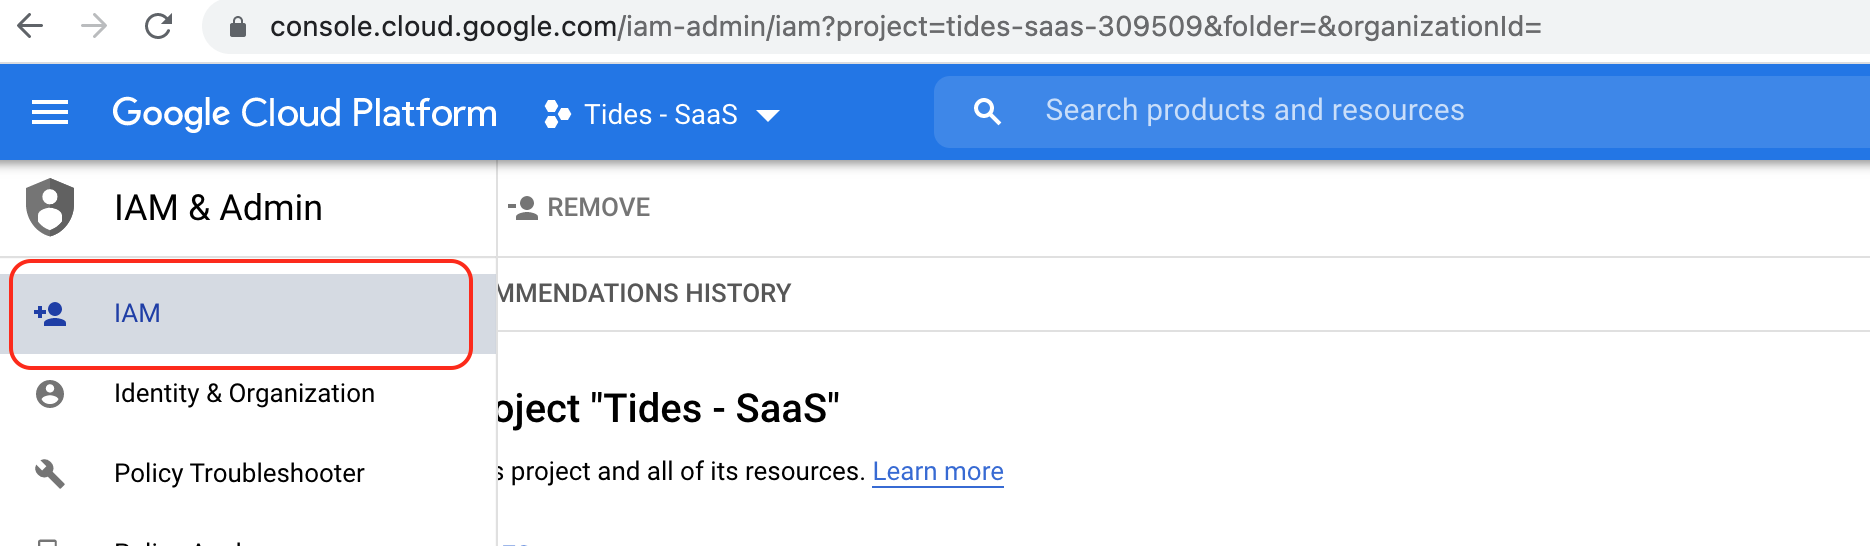 console.cloud.google.com/iam-admin/iam?project=tides-saas-309509&folder=&organizationId=
Google Cloud Platform
Tides - SaaS
Search products and resources
IAM & Admin
REMOVE
IAM
MMENDATIONS HISTORY
Identity & Organization
oject "Tides - SaaS"
s project and all of its resources. Learn more
Policy Troubleshooter